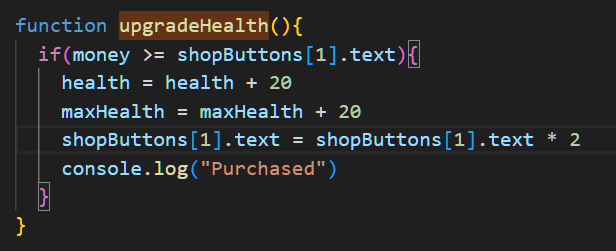 function upgradeHealth(){
if(money >= shopButtons[1].text){
health = health + 20
maxHealth = maxHealth + 20
shopButtons[1].text = shopButtons[1].text * 2
console.log("Purchased")
}
}